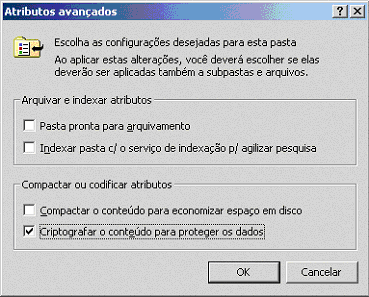 Atributos avançados
Escolha as configurações desejadas para esta pasta
Ao aplicar estas alterações, você deverá escolher se elas
deverão ser aplicadas também a subpastas e arquivos.
Arquivar e indexar atributos
Pasta pronta para arquivamento
Indexar pasta c/ o serviço de indexação p/ agilizar pesquisa
Compactar ou codificar atributos
Compactar o conteúdo para economizar espaço em disco
Criptografar o conteúdo para proteger os dados
OK Cancelar